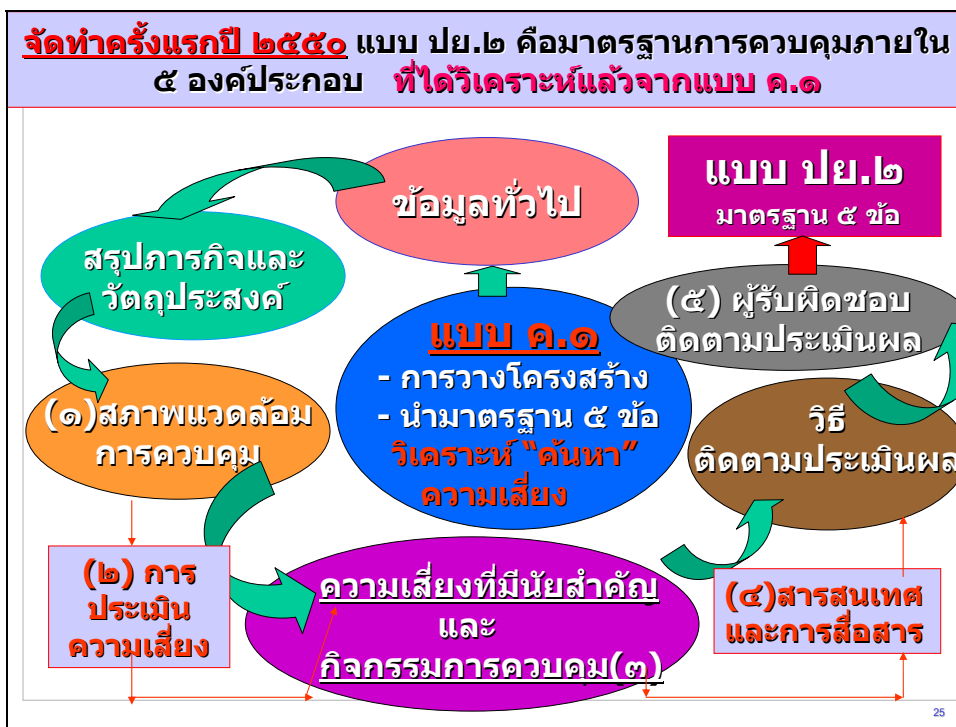 จัดทำครั้งแรกปี ๒๕๕๐ แบบ ปย.๒ คือมาตรฐานการควบคุมภายใน
๕ องค์ประกอบ ที่ได้วิเคราะห์แล้วจากแบบ ค.๑
ข้อมูลทั่วไป
แบบ ปย.๒
มาตรฐาน ๕ ข้อ
สรุปภารกิจและ
วัตถุประสงค์
(๕) ผู้รับผิดชอบ
ติดตามประเมินผล
แบบ ค.๑
- การวางโครงสร้าง
- นำมาตรฐาน ๕ ข้อ
วิเคราะห์ “ค้นหา”
ความเสี่ยง
(๑)สภาพแวดล้อม
การควบคุม
วิธี
ติดตามประเมินผล
(๒) การ
ประเมิน
ความเสี่ยง
ความเสี่ยงที่มีนัยสำคัญ
และ
กิจกรรมการควบคุม(๓)
(๔)สารสนเทศ
และการสื่อสาร
25